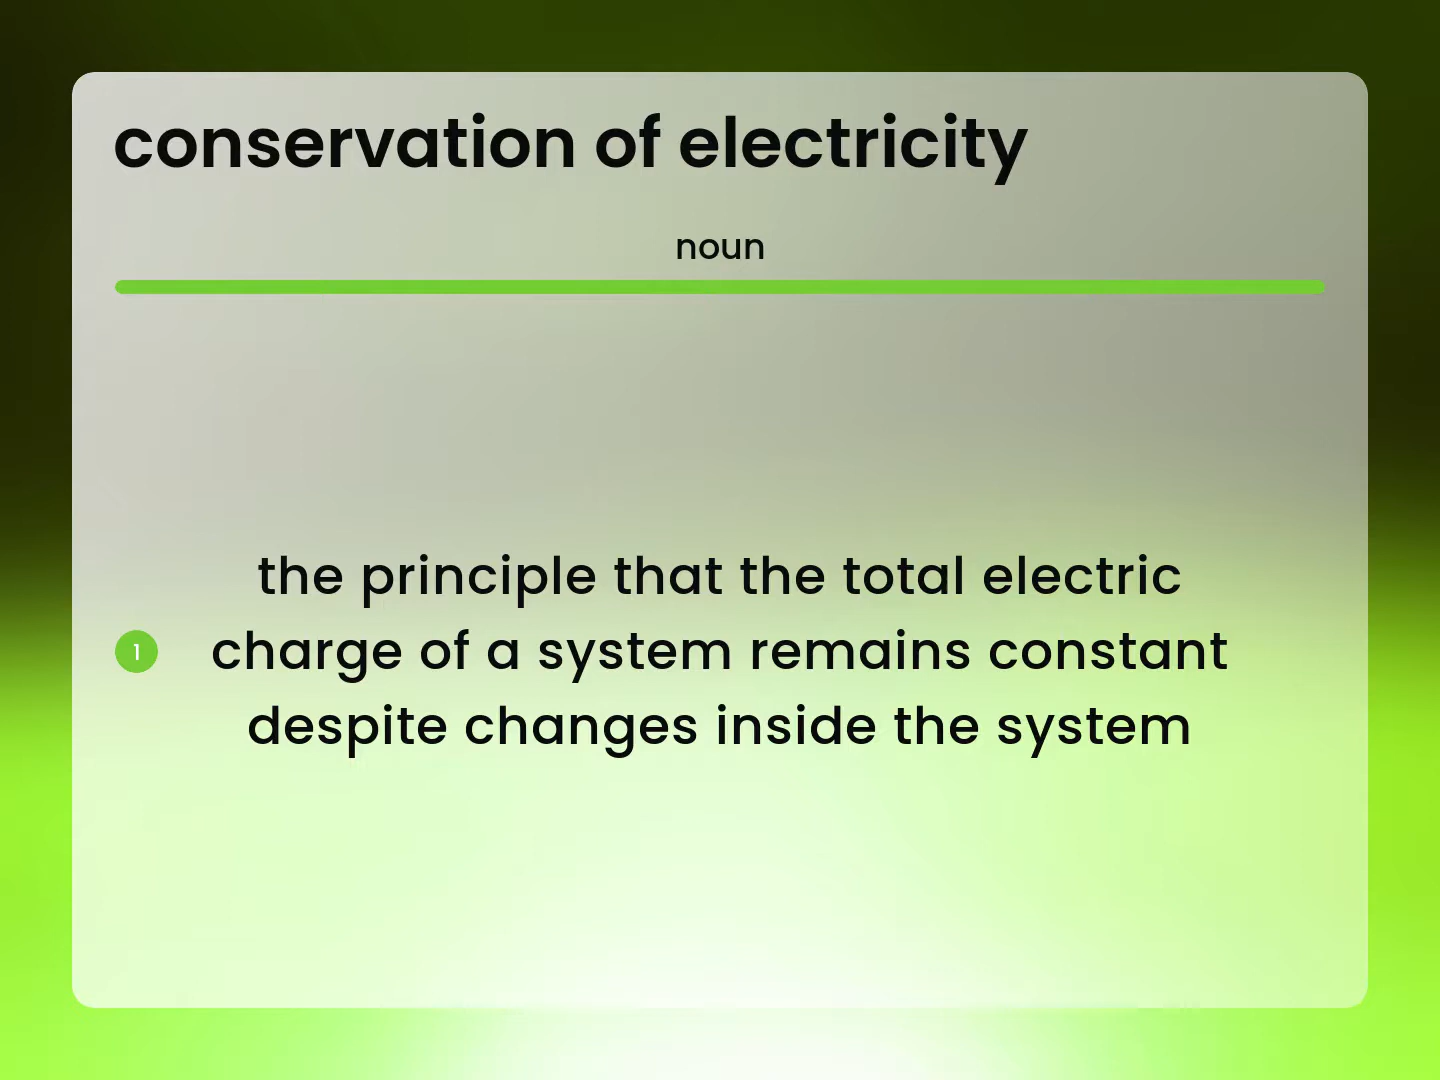 conservation of electricity
noun
the principle that the total electric
1 charge of a system remains constant
despite changes inside the system